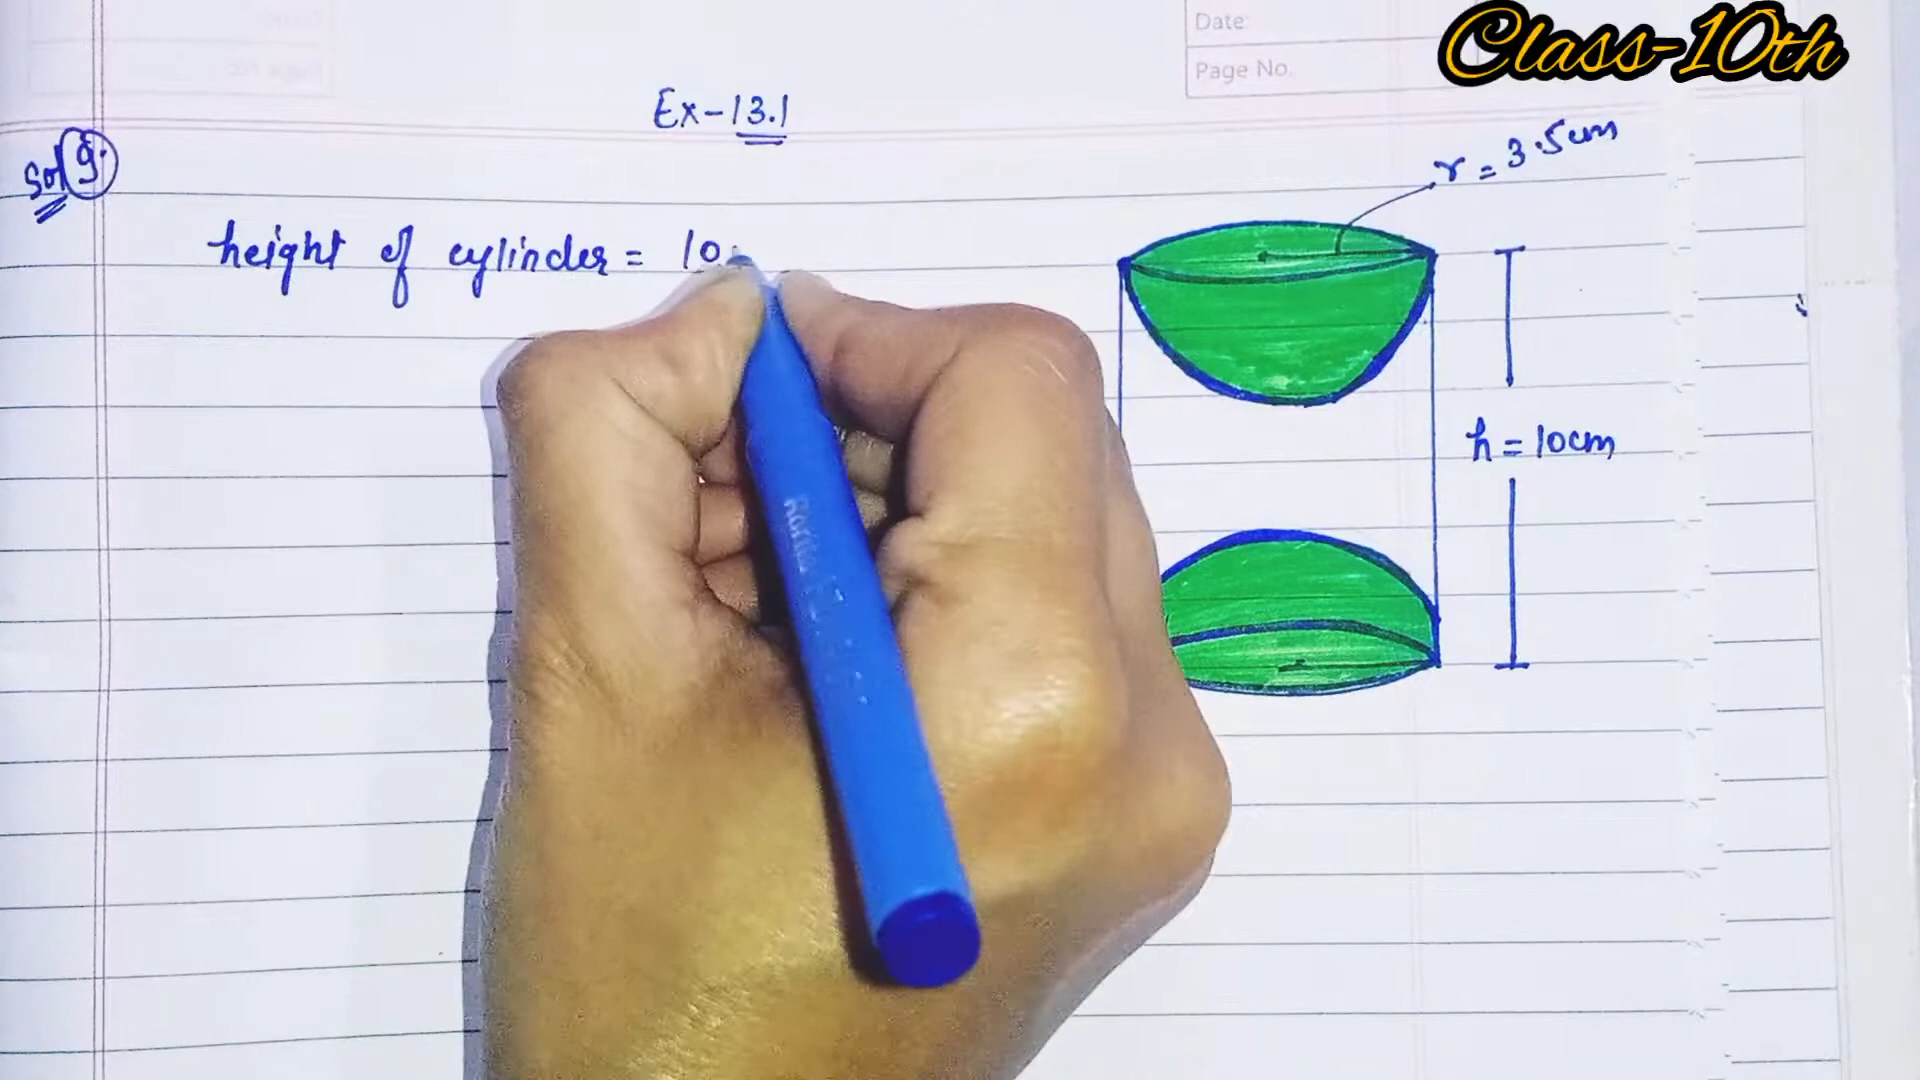 Date:
Page No.
Class-10th
Ex-13.1
Sol 9.
r = 3.5cm
height of cylinder = 10
h = 10cm